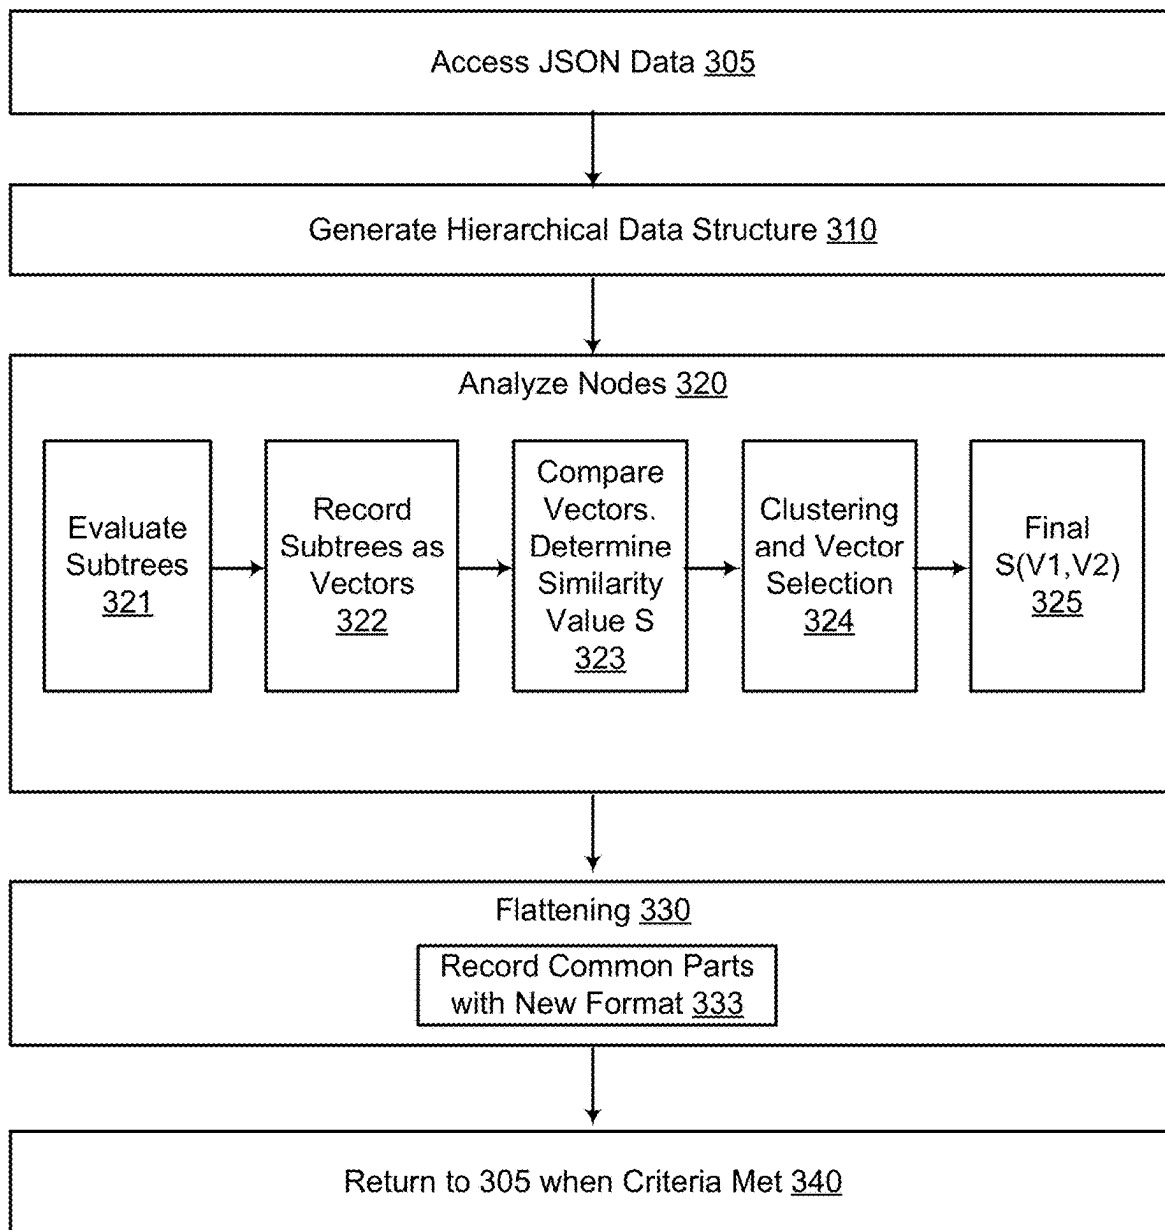 Access JSON Data 305
Generate Hierarchical Data Structure 310
Analyze Nodes 320
Evaluate
Subtrees
321
Record
Subtrees as
Vectors
322
Compare
Vectors.
Determine
Similarity
Value S
323
Clustering
and Vector
Selection
324
Final
S(V1,V2)
325
Flattening 330
Record Common Parts
with New Format 333
Return to 305 when Criteria Met 340